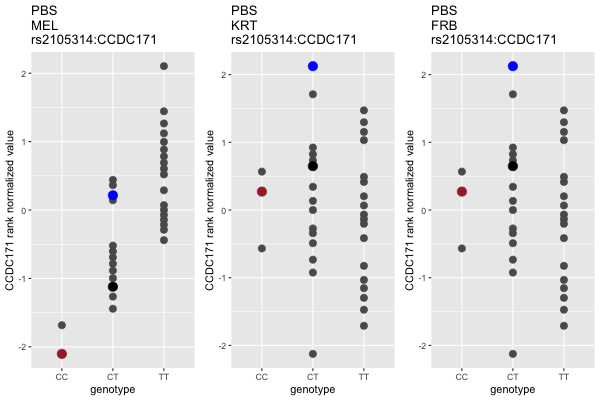 PBS
MEL
rs2105314:CCDC171
CCDC171 rank normalized value
2
1
0
-1
-2
CC
CT
TT
genotype
PBS
KRT
rs2105314:CCDC171
CCDC171 rank normalized value
2
1
0
-1
-2
CC
CT
TT
genotype
PBS
FRB
rs2105314:CCDC171
CCDC171 rank normalized value
2
1
0
-1
-2
CC
CT
TT
genotype